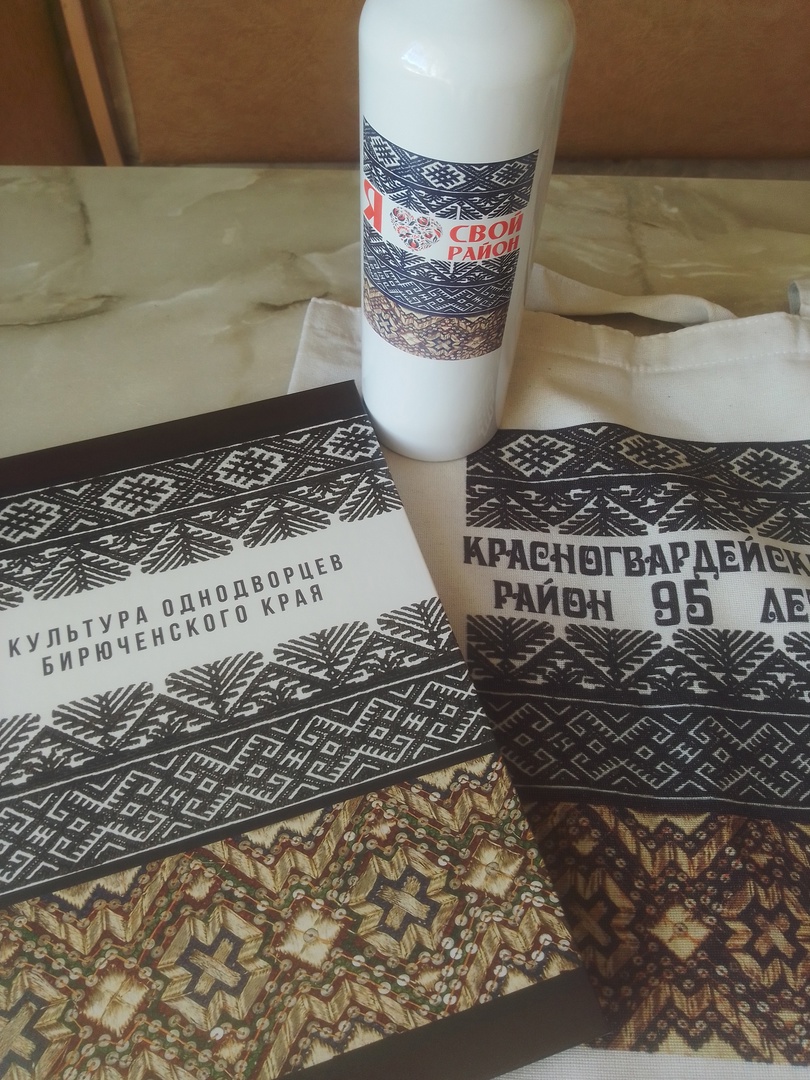 Я
СВОЙ
РАЙОН
КУЛЬТУРА ОДНОДВОРЦЕВ
БИРЮЧЕНСКОГО КРАЯ
КРАСНОГВАРДЕЙСК
РАЙОН 95 ЛЕ